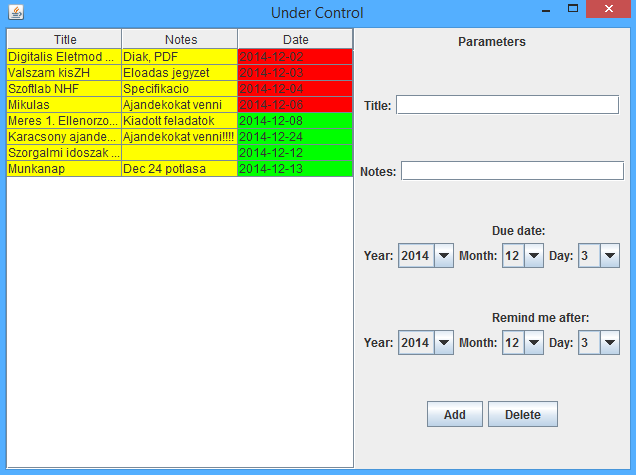 Under Control
Title Notes Date
Digitalis Eletmod ... Diak, PDF 2014-12-02
Valszam kisZH Eloadas jegyzet 2014-12-03
Szoftlab NHF Specifikacio 2014-12-04
Mikulas Ajandekokat venni 2014-12-06
Meres 1. Ellenorzo... Kiadott feladatok 2014-12-08
Karacsony ajande... Ajandekokat venni!!!! 2014-12-24
Szorgalmi idoszak ... 2014-12-12
Munkanap Dec 24 potlasa 2014-12-13
Parameters
Title:
Notes:
Due date:
Year: 2014 Month: 12 Day: 3
Remind me after:
Year: 2014 Month: 12 Day: 3
Add Delete